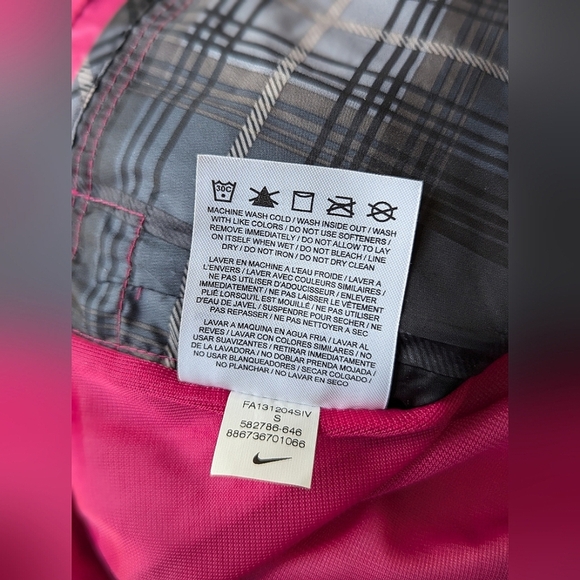 30C
MACHINE WASH COLD / WASH INSIDE OUT / WASH
WITH LIKE COLORS / DO NOT USE SOFTENERS /
REMOVE IMMEDIATELY / DO NOT ALLOW TO LAY
ON ITSELF WHEN WET / DO NOT BLEACH / LINE
DRY / DO NOT IRON / DO NOT DRY CLEAN
LAVER EN MACHINE A L'EAU FROIDE / LAVER A
L'ENVERS / LAVER AVEC COULEURS SIMILAIRES /
NE PAS UTILISER D'ADOUCISEUR / ENLEVER
IMMEDIATEMENT / NE PAS LAISSER LE VÊTEMENT
PLIÉ LORSQU'IL EST MOUILLÉ / NE PAS UTILISER
D'EAU DE JAVEL / SUSPENDRE POUR SECHER / NE
PAS REPASSER / NE PAS NETTOYER A SEC
LAVAR A MAQUINA EN AGUA FRIA / LAVAR AL
REVES / LAVAR CON COLORES SIMILARES / NO
USAR SUAVIZANTES / RETIRAR INMEDIATAMENTE
DE LA LAVADORA / NO DOBLAR PRENDA MOJADA /
NO USAR BLANQUEADORES / SECAR COLGADO /
NO PLANCHAR / NO LAVAR EN SECO
FA131204SIV
S
582786-646
886736701066